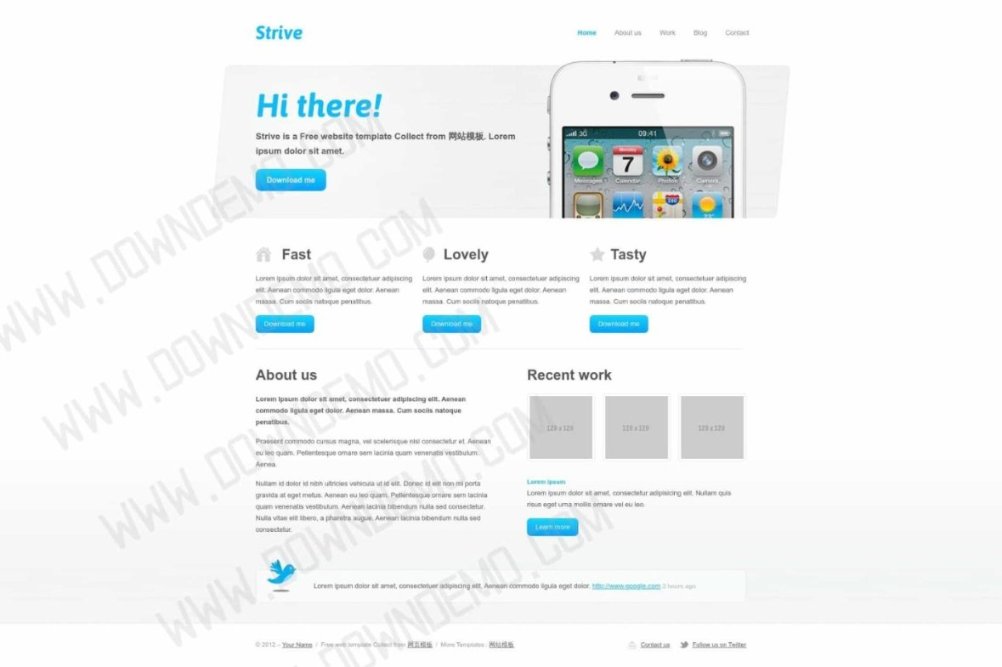 Strive
Home About us Work Blog Contact
Hi there!
Strive is a Free website template Collect from 网站模板. Lorem
ipsum dolor sit amet.
Download me
3G 09:41
Monday
7
Messages Calendar Photos Camera
280
73°
Fast
Lorem ipsum dolor sit amet, consectetuer adipiscing
elit. Aenean commodo ligula eget dolor. Aenean
massa. Cum sociis natoque penatibus.
Download me
Lovely
Lorem ipsum dolor sit amet, consectetuer adipiscing
elit. Aenean commodo ligula eget dolor. Aenean
massa. Cum sociis natoque penatibus.
Download me
Tasty
Lorem ipsum dolor sit amet, consectetuer adipiscing
elit. Aenean commodo ligula eget dolor. Aenean
massa. Cum sociis natoque penatibus.
Download me
About us
Lorem ipsum dolor sit amet, consectetuer adipiscing elit. Aenean
commodo ligula eget dolor. Aenean massa. Cum sociis natoque
penatibus.
Praesent commodo cursus magna, vel scelerisque nisl consectetur et. Aenean
eu leo quam. Pellentesque ornare sem lacinia quam venenatis vestibulum.
Aenea.
Nullam id dolor id nibh ultricies vehicula ut id elit. Donec id elit non mi porta
gravida at eget metus. Aenean eu leo quam. Pellentesque ornare sem lacinia
quam venenatis vestibulum. Aenean lacinia bibendum nulla sed consectetur.
Nulla vitae elit libero, a pharetra augue. Aenean lacinia bibendum nulla sed
consectetur.
Recent work
129 x 129 129 x 129 129 x 129
Lorem ipsum
Lorem ipsum dolor sit amet, consectetur adipisicing elit. Nullam quis
risus eget urna mollis ornare vel eu leo.
Learn more
Lorem ipsum dolor sit amet, consectetuer adipiscing elit. Aenean commodo ligula eget dolor. http://www.google.com 3 hours ago
© 2012 – Your Name / Free web template Collect from 网页模板 / More Templates : 网站模板
Contact us Follow us on Twitter
WWW.DOWNDEMO.COM
WWW.DOWNDEMO.COM
WWW.DOWNDEMO.COM
WWW.DOWNDEMO.COM
WWW.DOWNDEMO.COM